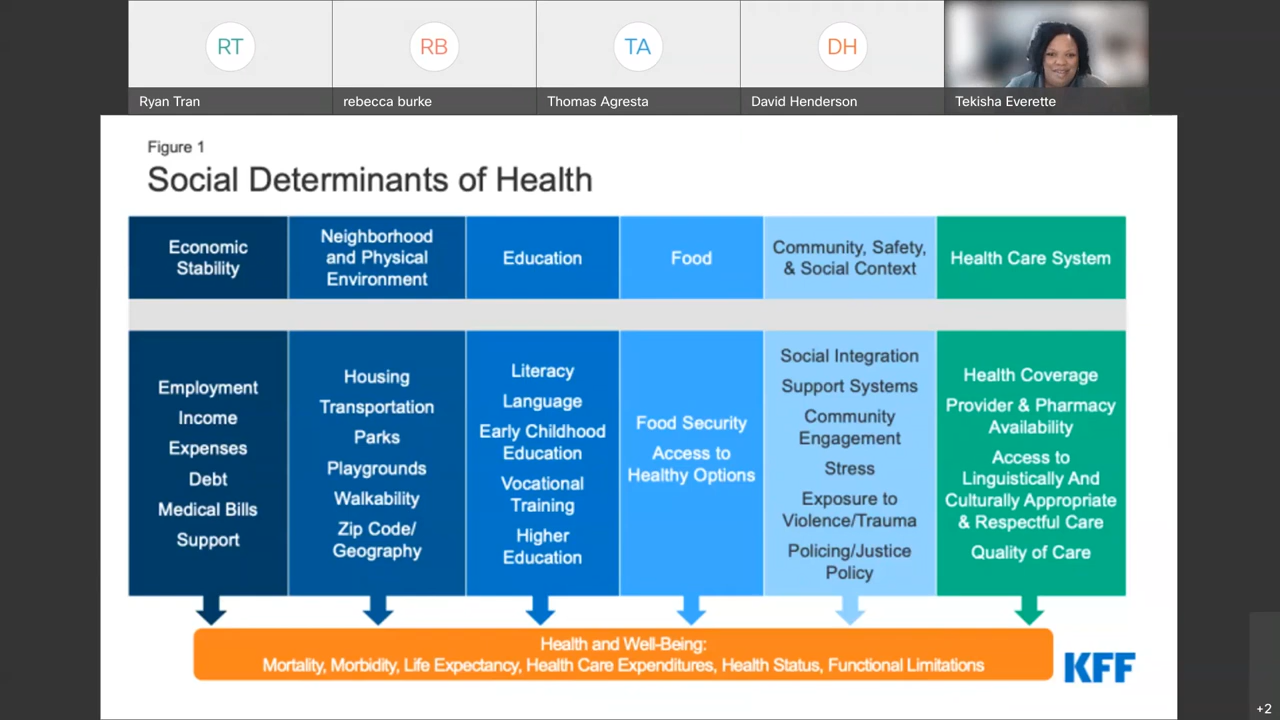 RT
RB
TA
DH
Ryan Tran
rebecca burke
Thomas Agresta
David Henderson
Tekisha Everette
Figure 1
Social Determinants of Health
Economic
Stability
Neighborhood
and Physical
Environment
Education
Food
Community, Safety,
& Social Context
Health Care System
Employment
Income
Expenses
Debt
Medical Bills
Support
Housing
Transportation
Parks
Playgrounds
Walkability
Zip Code/
Geography
Literacy
Language
Early Childhood
Education
Vocational
Training
Higher
Education
Food Security
Access to
Healthy Options
Social Integration
Support Systems
Community
Engagement
Stress
Exposure to
Violence/Trauma
Policing/Justice
Policy
Health Coverage
Provider & Pharmacy
Availability
Access to
Linguistically And
Culturally Appropriate
& Respectful Care
Quality of Care
Health and Well-Being:
Mortality, Morbidity, Life Expectancy, Health Care Expenditures, Health Status, Functional Limitations
KFF
+2